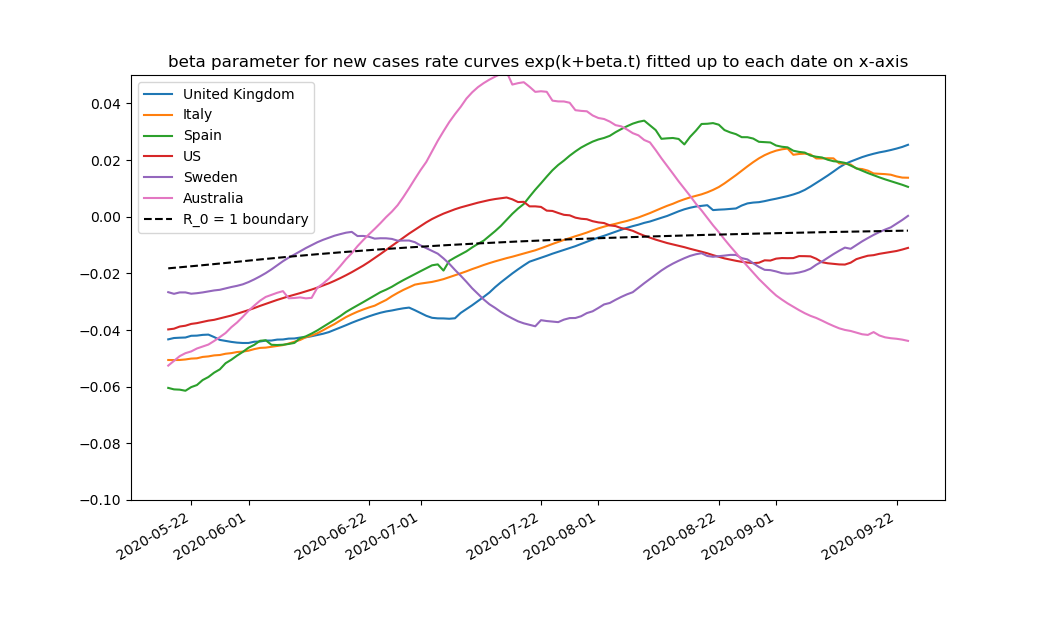 beta parameter for new cases rate curves exp(k+beta.t) fitted up to each date on x-axis
United Kingdom
Italy
Spain
US
Sweden
Australia
R_0 = 1 boundary
0.04
0.02
0.00
−0.02
−0.04
−0.06
−0.08
−0.10
2020-05-22
2020-06-01
2020-06-22
2020-07-01
2020-07-22
2020-08-01
2020-08-22
2020-09-01
2020-09-22